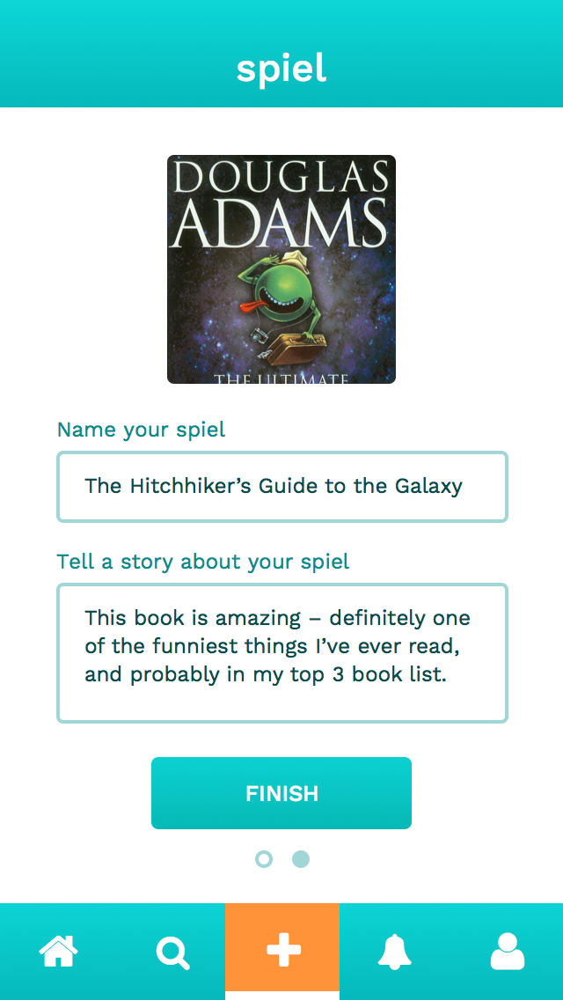 spiel
DOUGLAS
ADAMS
THE ULTIMATE
Name your spiel
The Hitchhiker’s Guide to the Galaxy
Tell a story about your spiel
This book is amazing – definitely one
of the funniest things I’ve ever read,
and probably in my top 3 book list.
FINISH